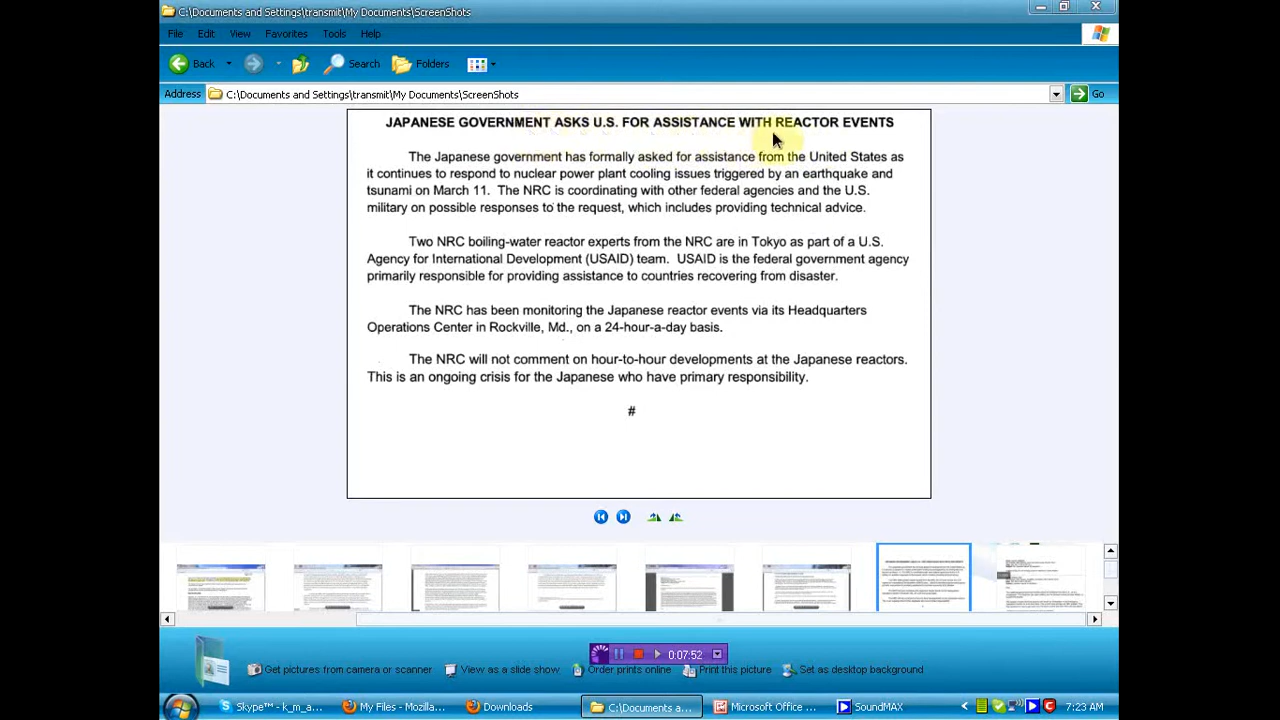 C:\Documents and Settings\transmit\My Documents\ScreenShots
File Edit View Favorites Tools Help
Back Search Folders
Address C:\Documents and Settings\transmit\My Documents\ScreenShots Go
JAPANESE GOVERNMENT ASKS U.S. FOR ASSISTANCE WITH REACTOR EVENTS
The Japanese government has formally asked for assistance from the United States as
it continues to respond to nuclear power plant cooling issues triggered by an earthquake and
tsunami on March 11. The NRC is coordinating with other federal agencies and the U.S.
military on possible responses to the request, which includes providing technical advice.
Two NRC boiling-water reactor experts from the NRC are in Tokyo as part of a U.S.
Agency for International Development (USAID) team. USAID is the federal government agency
primarily responsible for providing assistance to countries recovering from disaster.
The NRC has been monitoring the Japanese reactor events via its Headquarters
Operations Center in Rockville, Md., on a 24-hour-a-day basis.
The NRC will not comment on hour-to-hour developments at the Japanese reactors.
This is an ongoing crisis for the Japanese who have primary responsibility.
#
0:07:52
Get pictures from camera or scanner View as a slide show Order prints online Print this picture Set as desktop background
Skype™ - k_m_a... My Files - Mozilla... Downloads C:\Documents a... Microsoft Office ... SoundMAX 7:23 AM